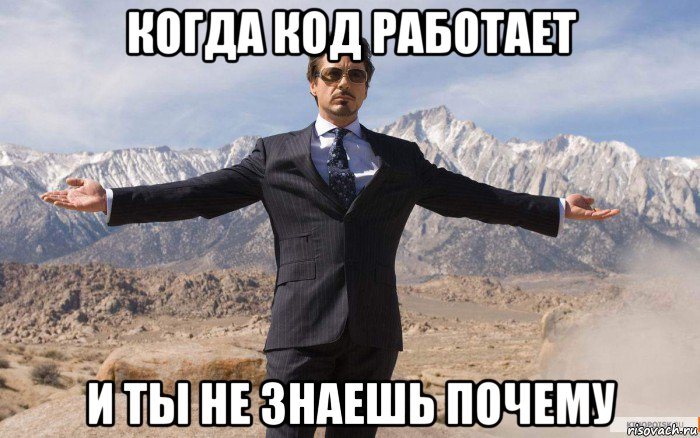 КОГДА КОД РАБОТАЕТ
И ТЫ НЕ ЗНАЕШЬ ПОЧЕМУ
risovach.ru